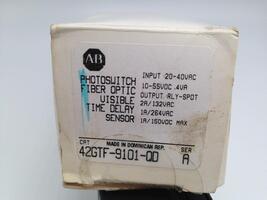 AB
PHOTOSWITCH
FIBER OPTIC
VISIBLE
TIME DELAY
SENSOR
INPUT 20-40VAC
10-55VDC .4VA
OUTPUT RLY-SPDT
2A/132VAC
1A/264VAC
1A/150VDC MAX
MADE IN DOMINICAN REP.
CAT
42GTF-9101-QD
SER
A